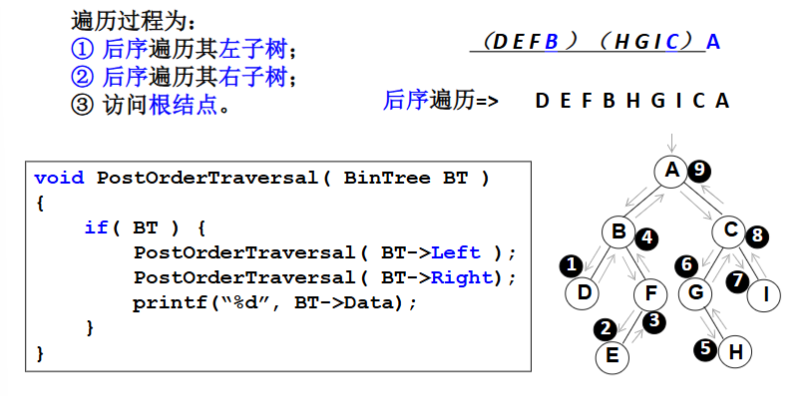 遍历过程为:
① 后序遍历其左子树;
② 后序遍历其右子树;
③ 访问根结点。
（D E F B ）（ H G I C） A
后序遍历=> D E F B H G I C A
void PostOrderTraversal( BinTree BT )
{
if( BT ) {
PostOrderTraversal( BT->Left );
PostOrderTraversal( BT->Right);
printf(“%d”, BT->Data);
}
}
A 9
B 4 C 8
1 6 7
D F G I
2 3
E 5 H